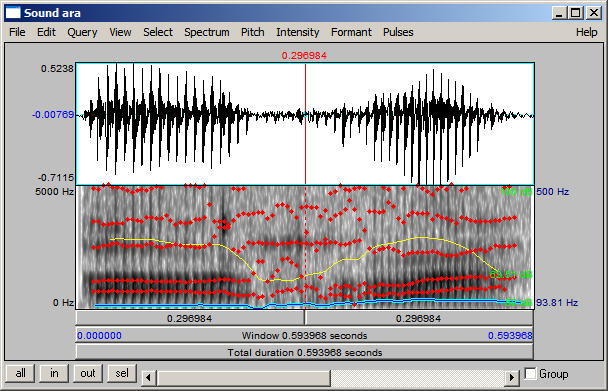 Sound ara
File Edit Query View Select Spectrum Pitch Intensity Formant Pulses Help
0.296984
0.5238
-0.00769
-0.7115
5000 Hz 500 Hz
0 Hz 93.81 Hz
0.296984 0.296984
0.000000 Window 0.593968 seconds 0.593968
Total duration 0.593968 seconds
all in out sel Group